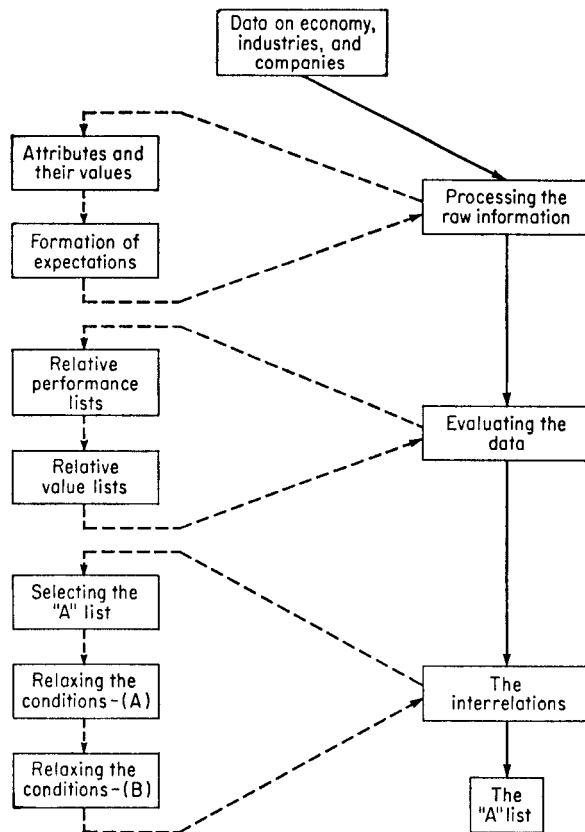 Data on economy,
industries, and
companies
Attributes and
their values
Processing the
raw information
Formation of
expectations
Relative
performance
lists
Evaluating the
data
Relative
value lists
Selecting the
"A" list
Relaxing the
conditions-(A)
The
interrelations
Relaxing the
conditions-(B)
The
"A" list